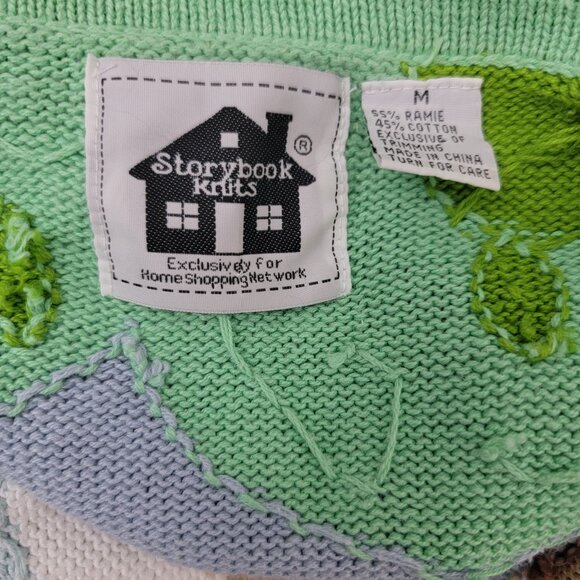 Storybook
Knits
®
Exclusively for
Home Shopping Network
M
55% RAMIE
45% COTTON
EXCLUSIVE OF
TRIMMING
MADE IN CHINA
TURN FOR CARE